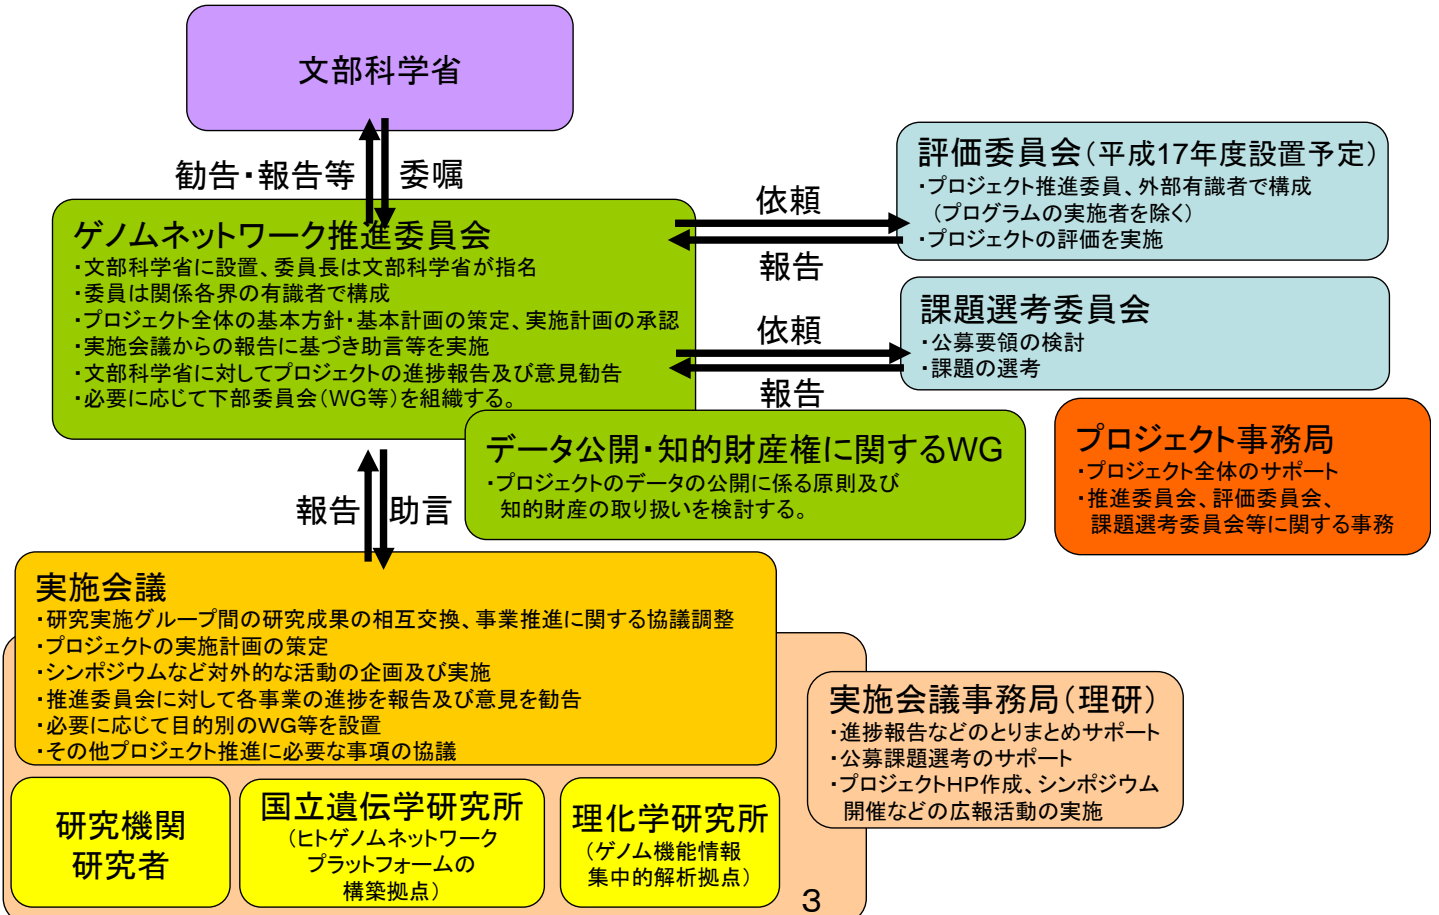 文部科学省
勧告・報告等
委嘱
ゲノムネットワーク推進委員会
・文部科学省に設置、委員長は文部科学省が指名
・委員は関係各界の有識者で構成
・プロジェクト全体の基本方針・基本計画の策定、実施計画の承認
・実施会議からの報告に基づき助言等を実施
・文部科学省に対してプロジェクトの進捗報告及び意見勧告
・必要に応じて下部委員会(WG等)を組織する。
依頼
報告
評価委員会(平成17年度設置予定)
・プロジェクト推進委員、外部有識者で構成
(プログラムの実施者を除く)
・プロジェクトの評価を実施
依頼
報告
課題選考委員会
・公募要領の検討
・課題の選考
データ公開・知的財産権に関するWG
・プロジェクトのデータの公開に係る原則及び
知的財産の取り扱いを検討する。
プロジェクト事務局
・プロジェクト全体のサポート
・推進委員会、評価委員会、
課題選考委員会等に関する事務
報告
助言
実施会議
・研究実施グループ間の研究成果の相互交換、事業推進に関する協議調整
・プロジェクトの実施計画の策定
・シンポジウムなど対外的な活動の企画及び実施
・推進委員会に対して各事業の進捗を報告及び意見を勧告
・必要に応じて目的別のWG等を設置
・その他プロジェクト推進に必要な事項の協議
実施会議事務局(理研)
・進捗報告などのとりまとめサポート
・公募課題選考のサポート
・プロジェクトHP作成、シンポジウム
開催などの広報活動の実施
研究機関
研究者
国立遺伝学研究所
(ヒトゲノムネットワーク
プラットフォームの
構築拠点)
理化学研究所
(ゲノム機能情報
集中的解析拠点)
3